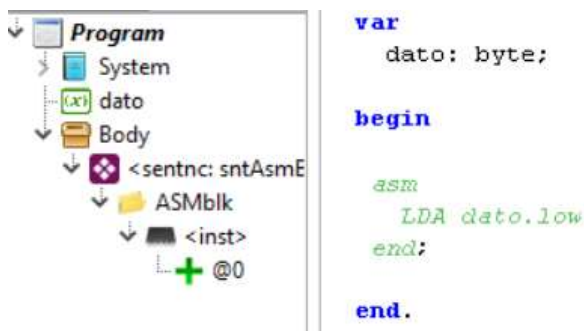 Program
System
(x) dato
Body
<sentnc: sntAsmE
ASMblk
<inst>
@0
var
dato: byte;
begin
asm
LDA dato.low
end;
end.